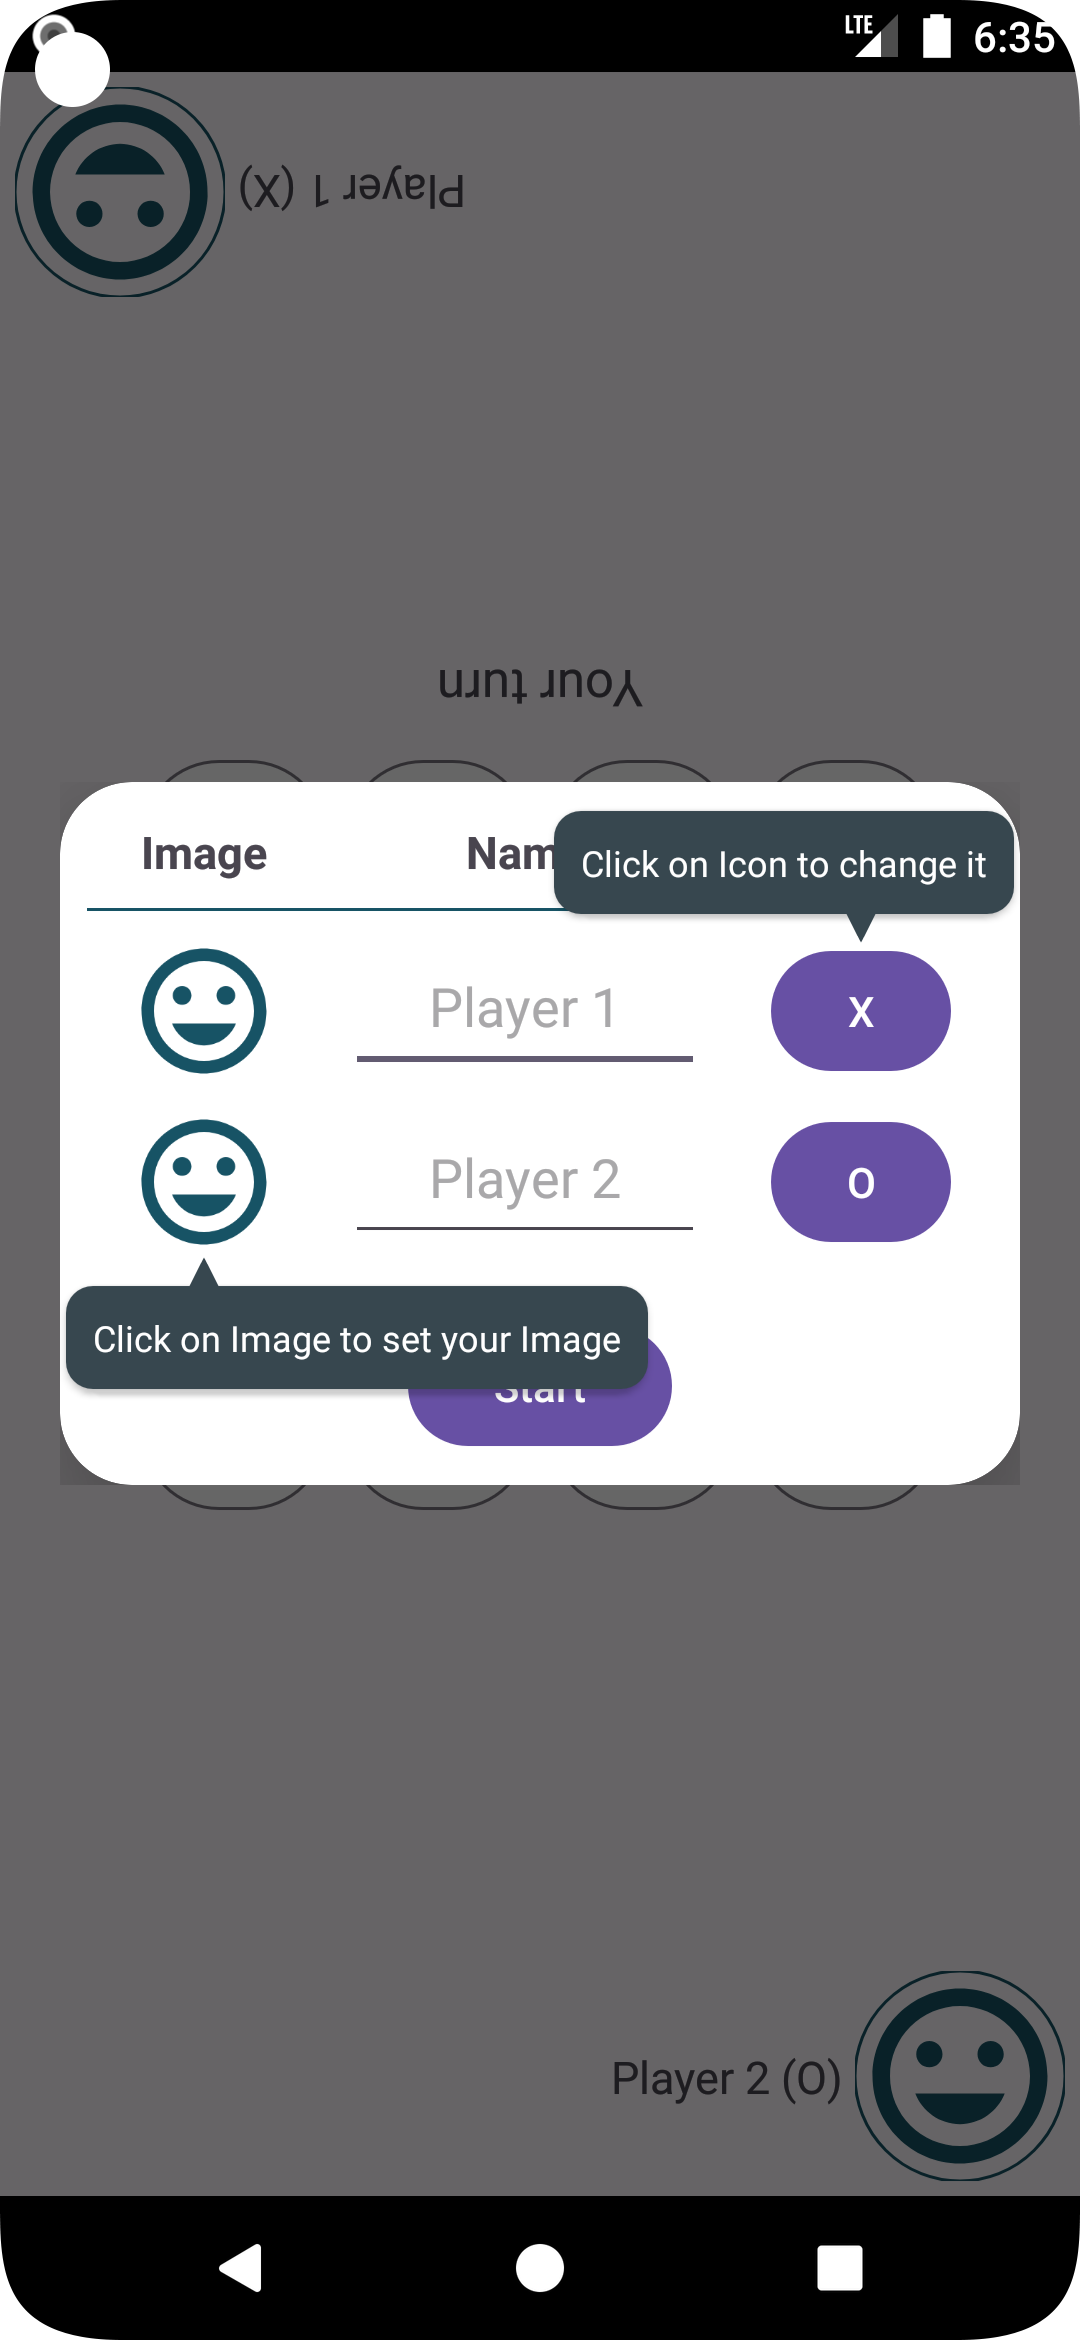 LTE 6:35
Player 1 (X)
Your turn
Image Nam
Click on Icon to change it
Player 1 X
Player 2 O
Click on Image to set your Image
Start
Player 2 (O)